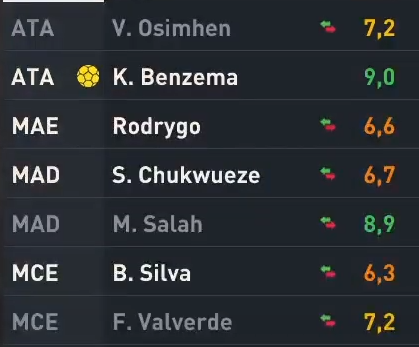 ATA V. Osimhen 7,2
ATA K. Benzema 9,0
MAE Rodrygo 6,6
MAD S. Chukwueze 6,7
MAD M. Salah 8,9
MCE B. Silva 6,3
MCE F. Valverde 7,2